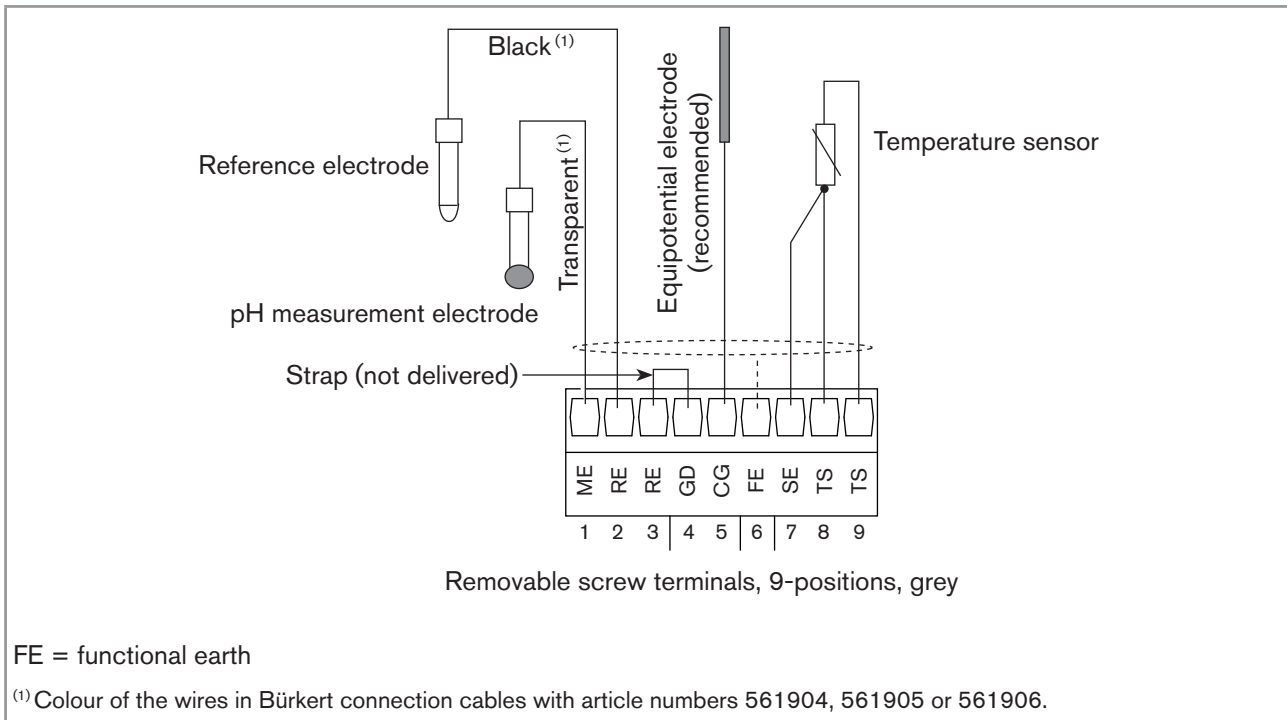 Black (1)
Reference electrode
Transparent (1)
pH measurement electrode
Equipotential electrode
(recommended)
Temperature sensor
Strap (not delivered)
ME RE RE GD CG FE SE TS TS
1 2 3 4 5 6 7 8 9
Removable screw terminals, 9-positions, grey
FE = functional earth
(1) Colour of the wires in Bürkert connection cables with article numbers 561904, 561905 or 561906.